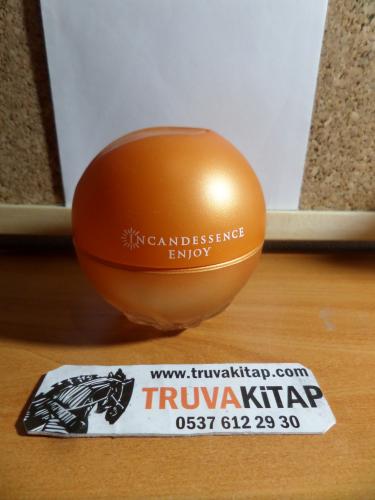 INCANDESSENCE
ENJOY
www.truvakitap.com
TRUVAKiTAP
0537 612 29 30